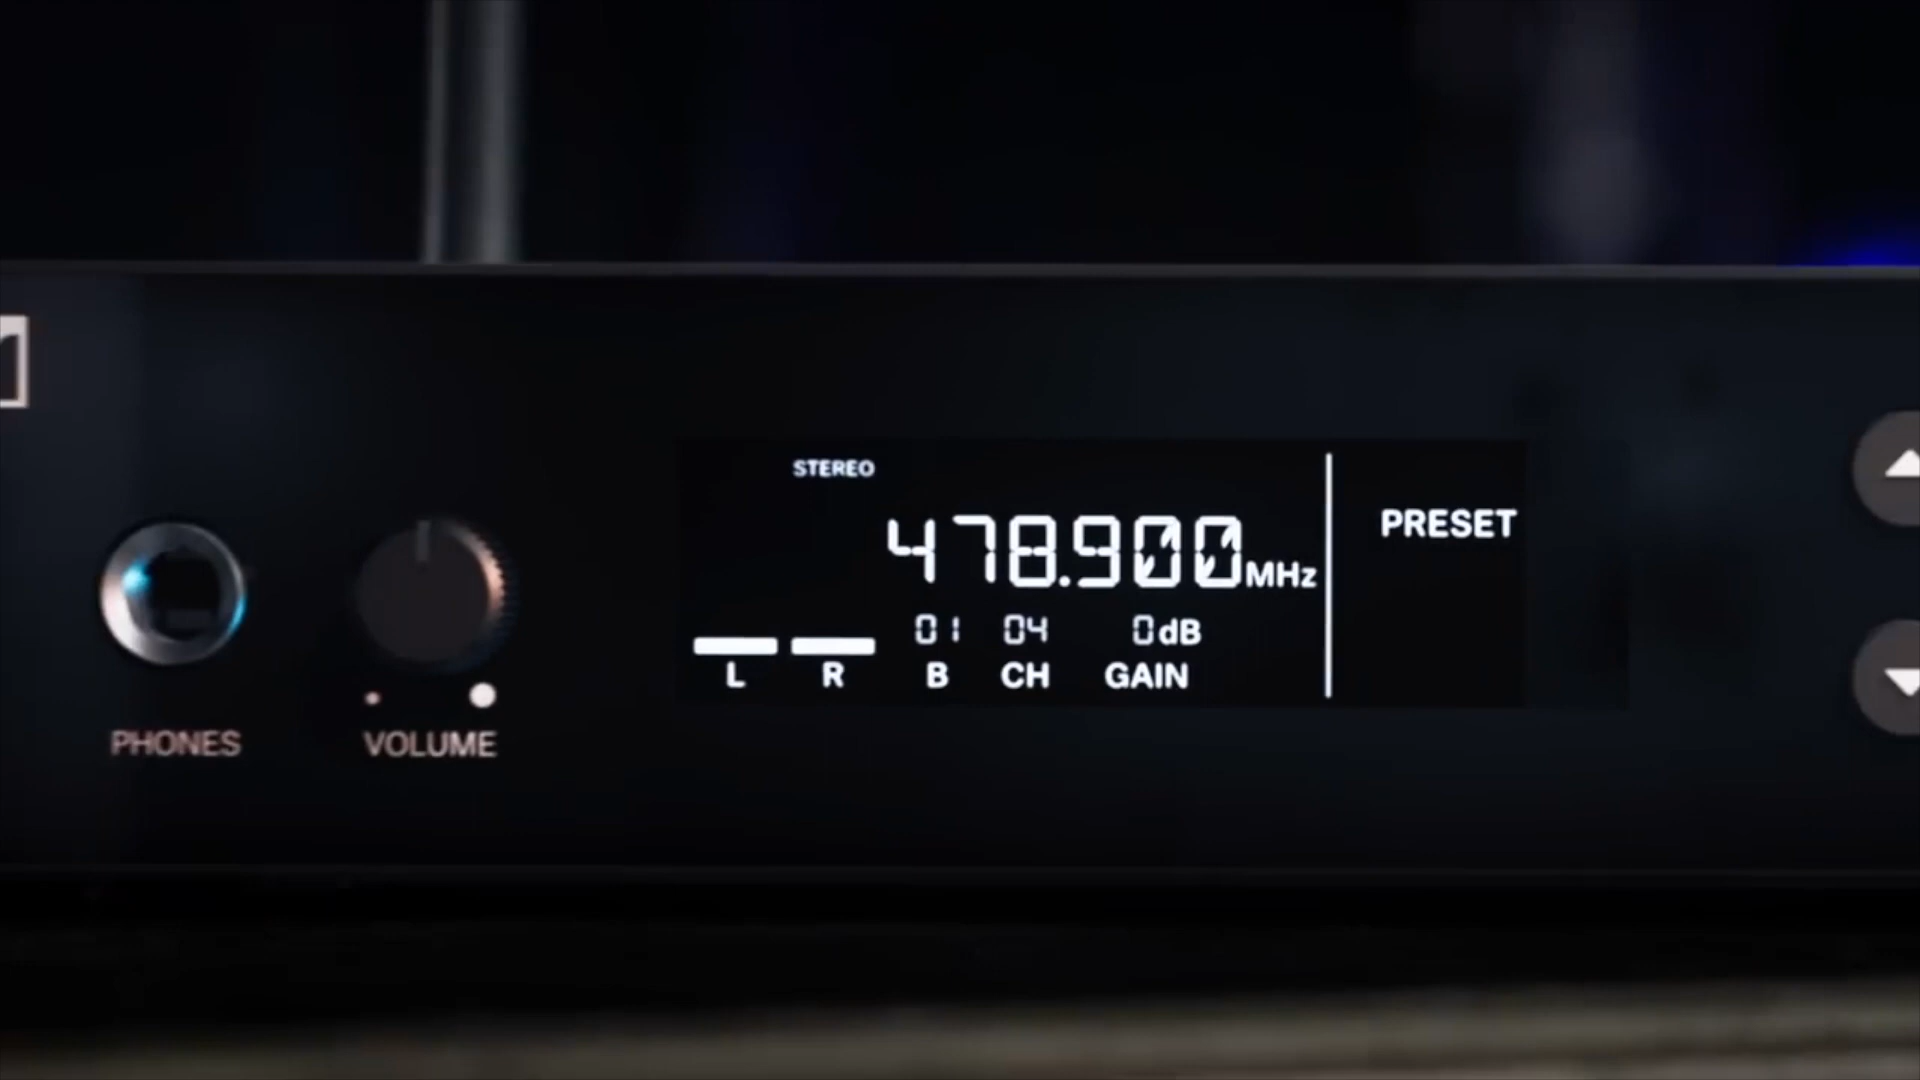 STEREO
478.900MHz
PRESET
01 04 0dB
L R B CH GAIN
PHONES VOLUME